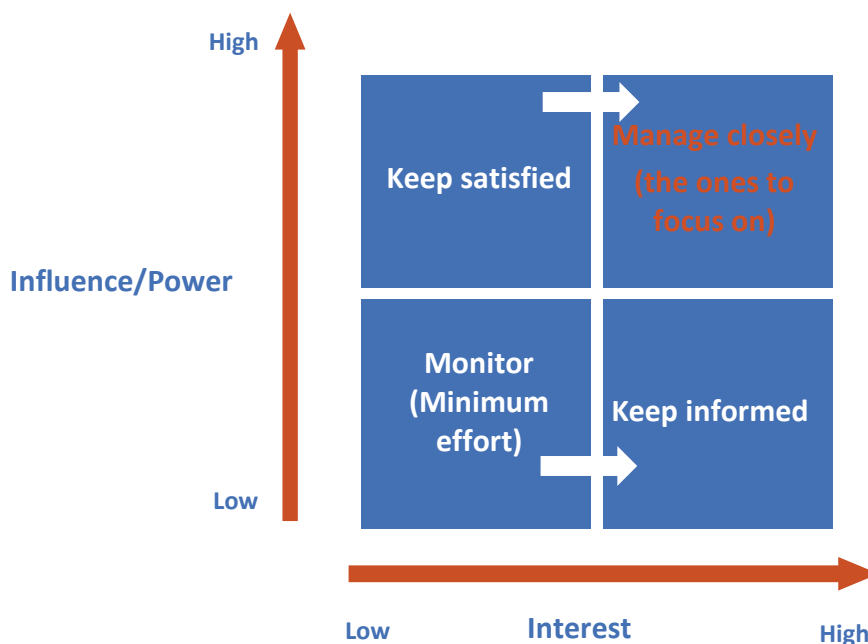 High
Keep satisfied
Manage closely
(the ones to
focus on)
Influence/Power
Monitor
(Minimum
effort)
Keep informed
Low
Low
Interest
High